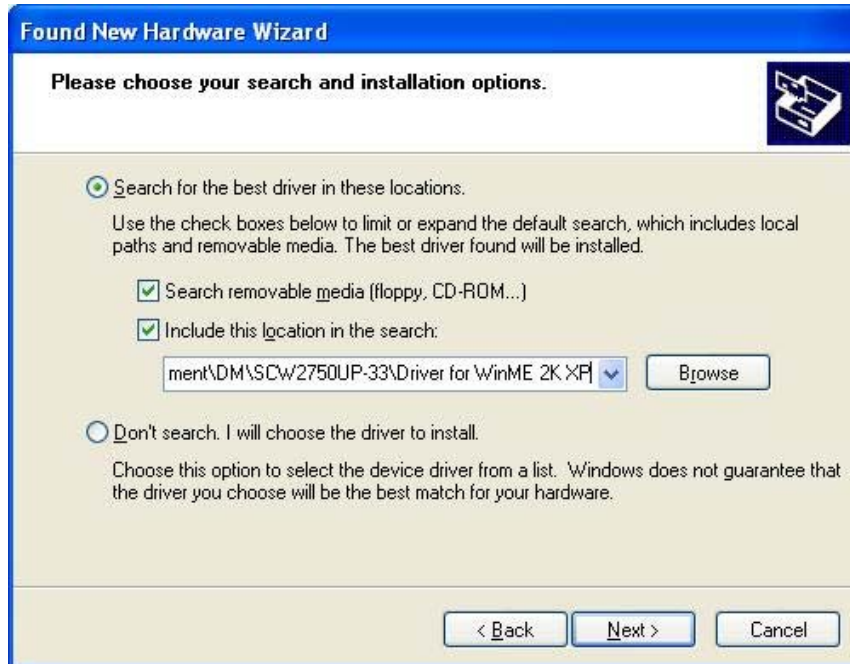 Found New Hardware Wizard
Please choose your search and installation options.
Search for the best driver in these locations.
Use the check boxes below to limit or expand the default search, which includes local
paths and removable media. The best driver found will be installed.
Search removable media (floppy, CD-ROM...)
Include this location in the search:
ment\DM\SCW2750UP-33\Driver for WinME 2K XP
Browse
Don't search. I will choose the driver to install.
Choose this option to select the device driver from a list. Windows does not guarantee that
the driver you choose will be the best match for your hardware.
< Back
Next >
Cancel